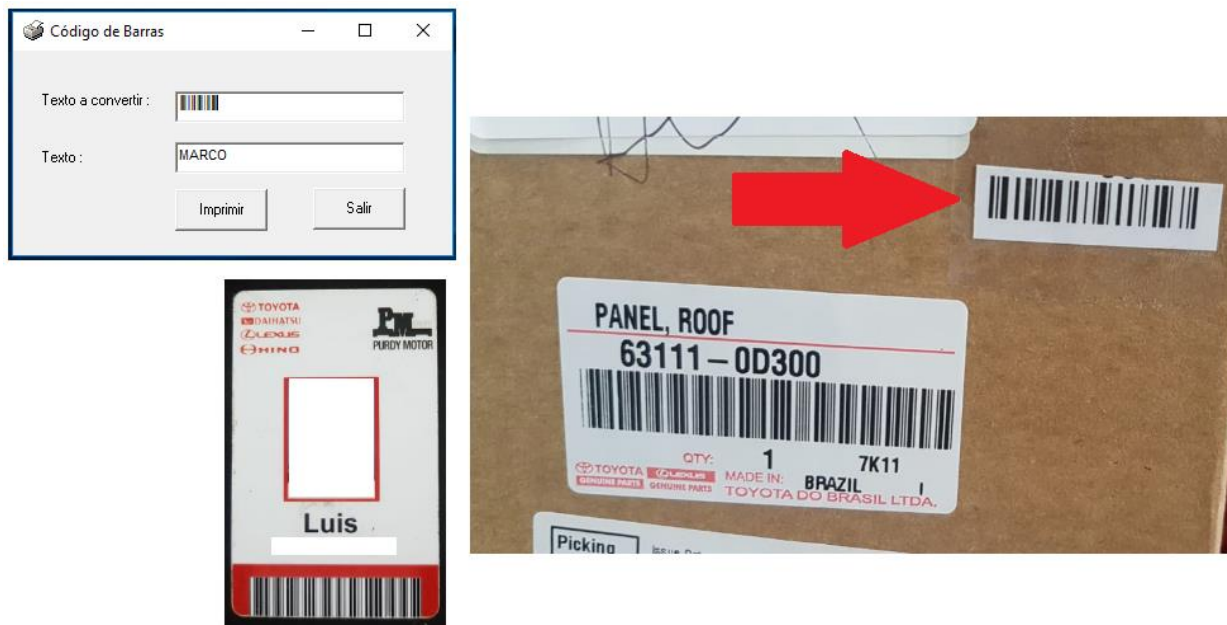 Código de Barras
Texto a convertir :
Texto : MARCO
Imprimir Salir
TOYOTA
DAIHATSU
LEXUS
HINO
PM
PURDY MOTOR
Luis
PANEL, ROOF
63111-0D300
QTY: 1 7K11
TOYOTA LEXUS MADE IN: BRAZIL I
GENUINE PARTS GENUINE PARTS TOYOTA DO BRASIL LTDA.
Picking